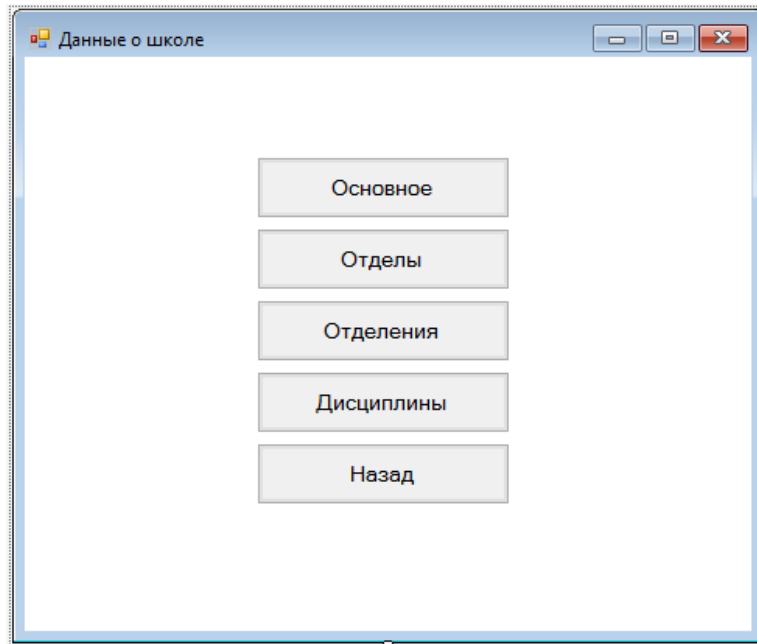 Данные о школе
Основное
Отделы
Отделения
Дисциплины
Назад